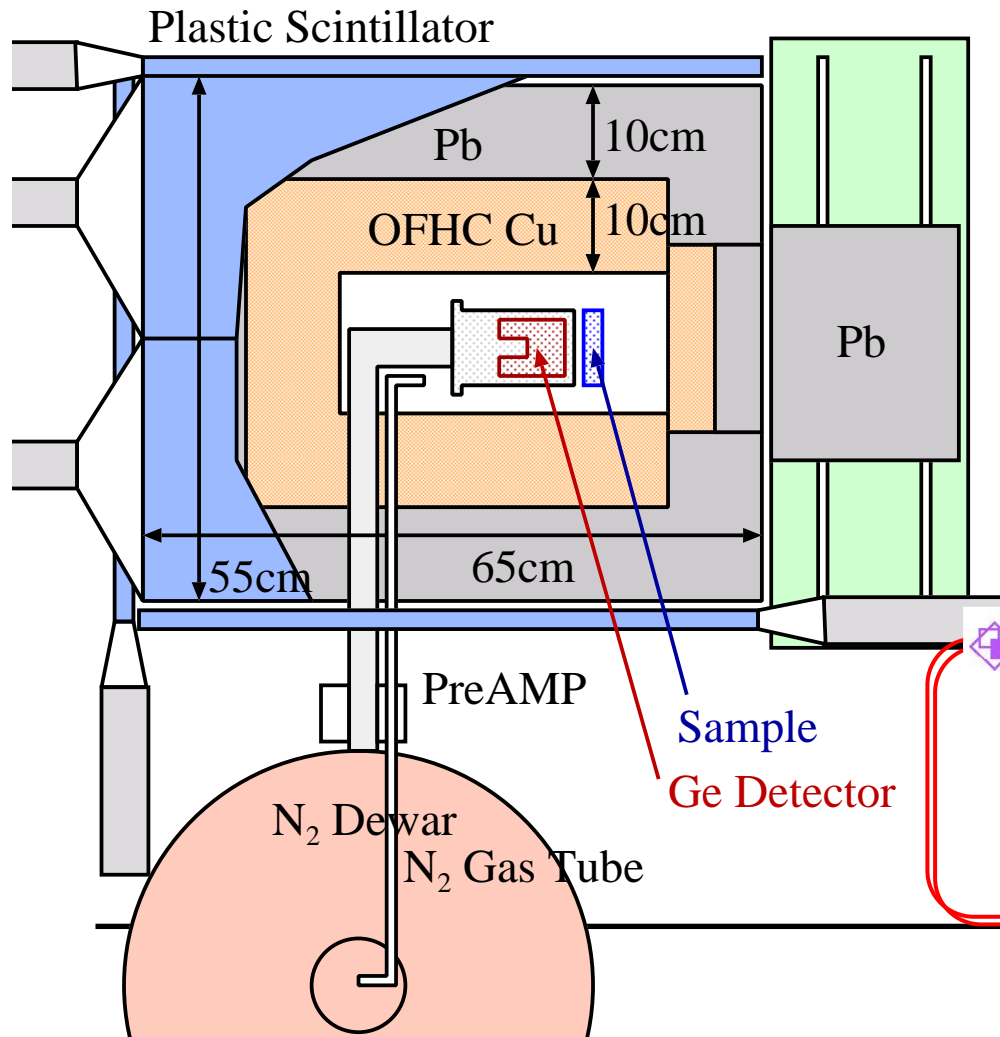 Plastic Scintillator
Pb
10cm
OFHC Cu
10cm
Pb
55cm
65cm
PreAMP
Sample
Ge Detector
N₂ Dewar
N₂ Gas Tube